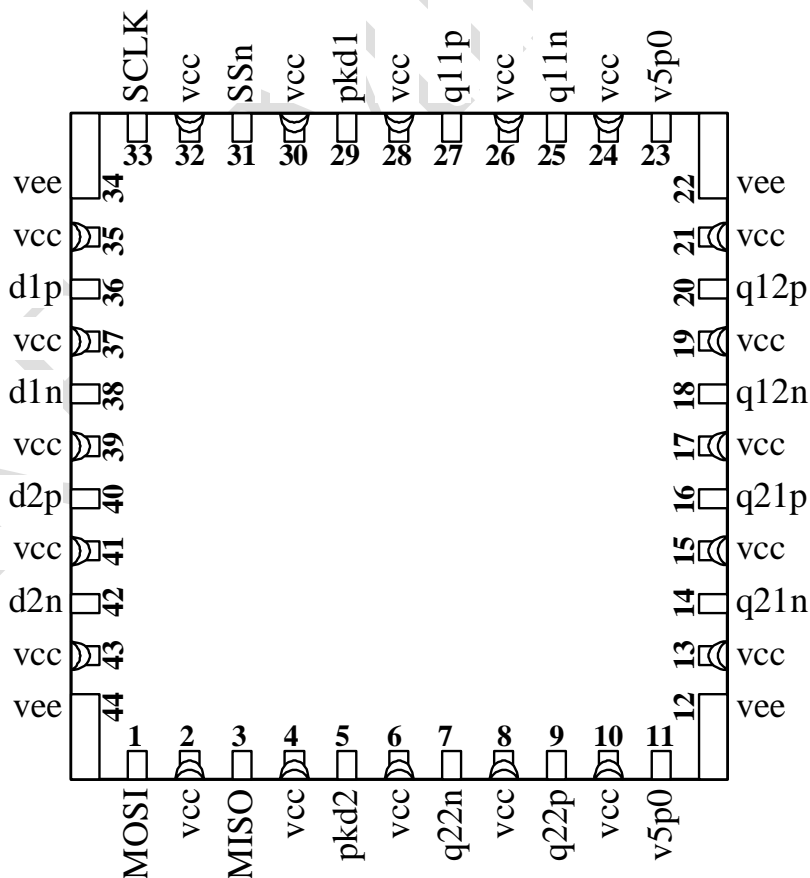 SCLK vcc SSn vcc pkd1 vcc q11p vcc q11n vcc v5p0
33 32 31 30 29 28 27 26 25 24 23
vee 34 22 vee
vcc 35 21 vcc
d1p 36 20 q12p
vcc 37 19 vcc
d1n 38 18 q12n
vcc 39 17 vcc
d2p 40 16 q21p
vcc 41 15 vcc
d2n 42 14 q21n
vcc 43 13 vcc
vee 44 12 vee
1 2 3 4 5 6 7 8 9 10 11
MOSI vcc MISO vcc pkd2 vcc q22n vcc q22p vcc v5p0